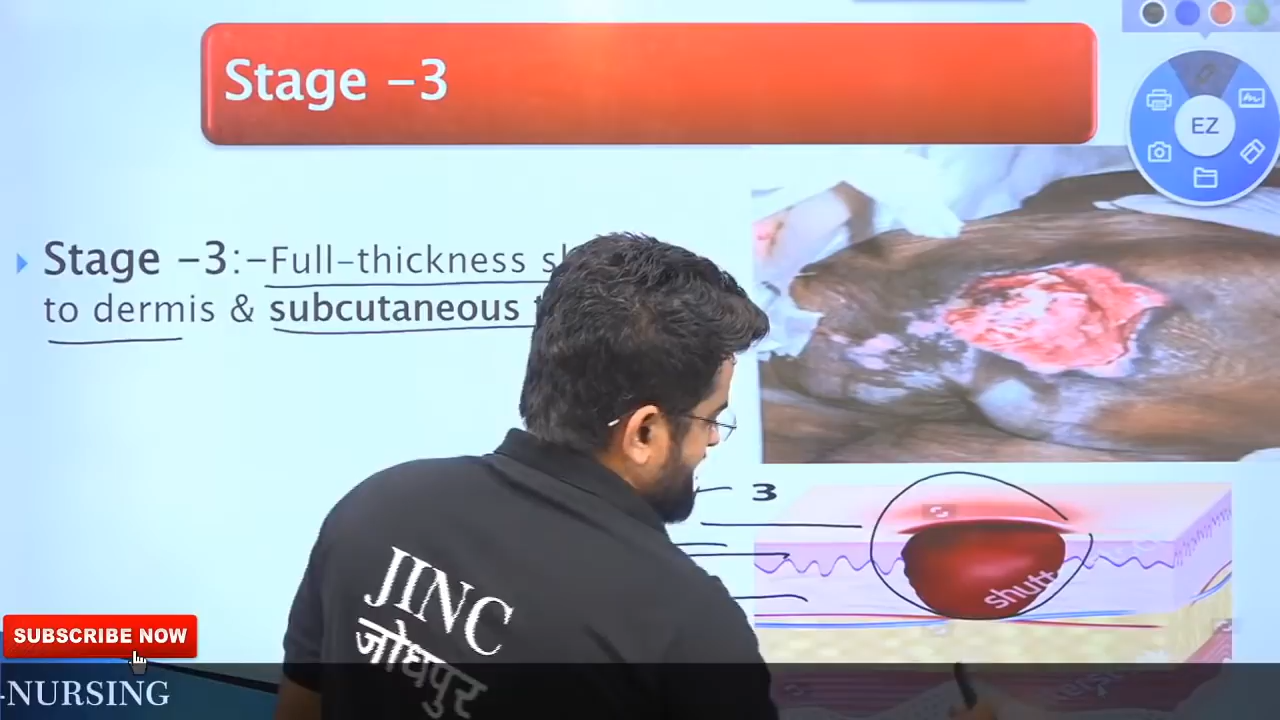 Stage -3
EZ
Stage -3:-Full-thickness
to dermis & subcutaneous
3
shutt
JINC
जोधपुर
SUBSCRIBE NOW
-NURSING